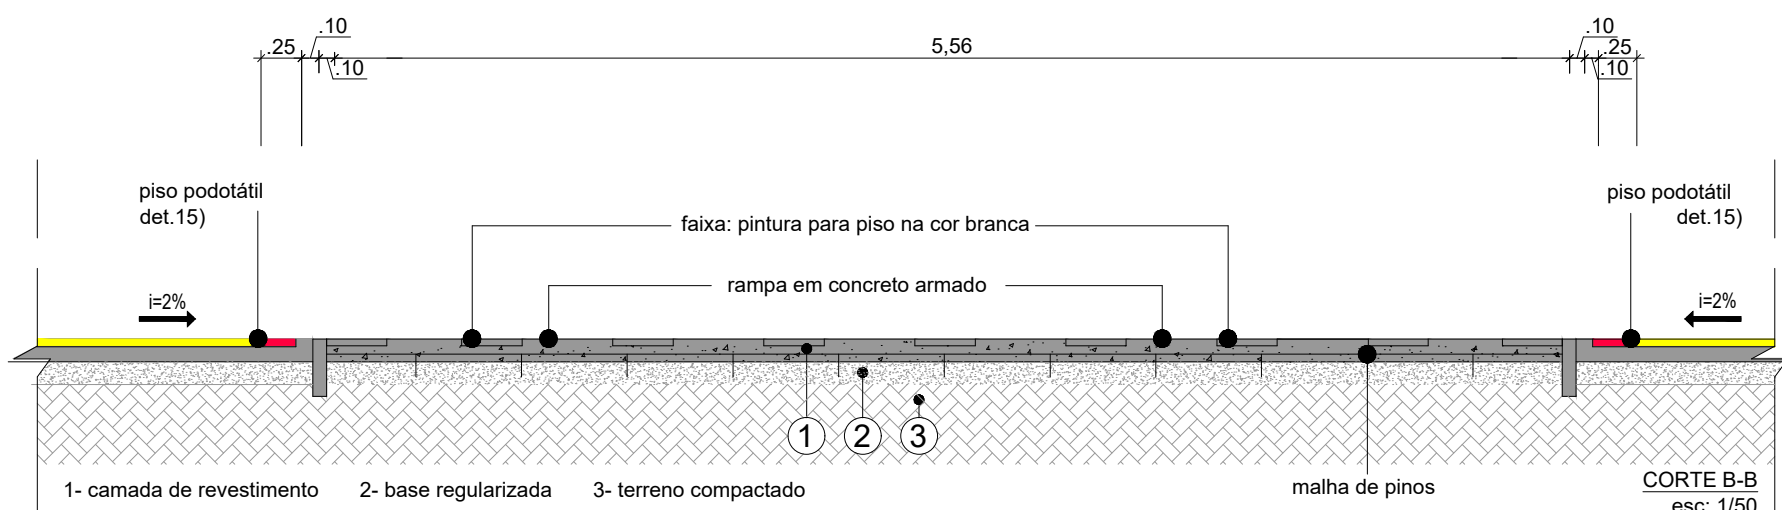 .10
.25
.10
5,56
.10
.25
.10
piso podotátil
det.15)
piso podotátil
det.15)
faixa: pintura para piso na cor branca
rampa em concreto armado
i=2%
i=2%
1
2
3
1- camada de revestimento
2- base regularizada
3- terreno compactado
malha de pinos
CORTE B-B
esc: 1/50